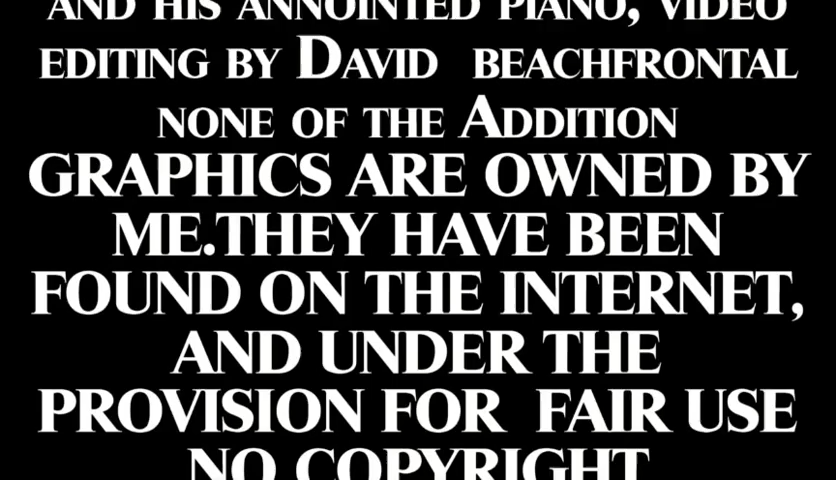 AND HIS ANNOINTED PIANO, VIDEO
EDITING BY DAVID BEACHFRONTAL
NONE OF THE ADDITION
GRAPHICS ARE OWNED BY
ME.THEY HAVE BEEN
FOUND ON THE INTERNET,
AND UNDER THE
PROVISION FOR FAIR USE
NO COPYRIGHT